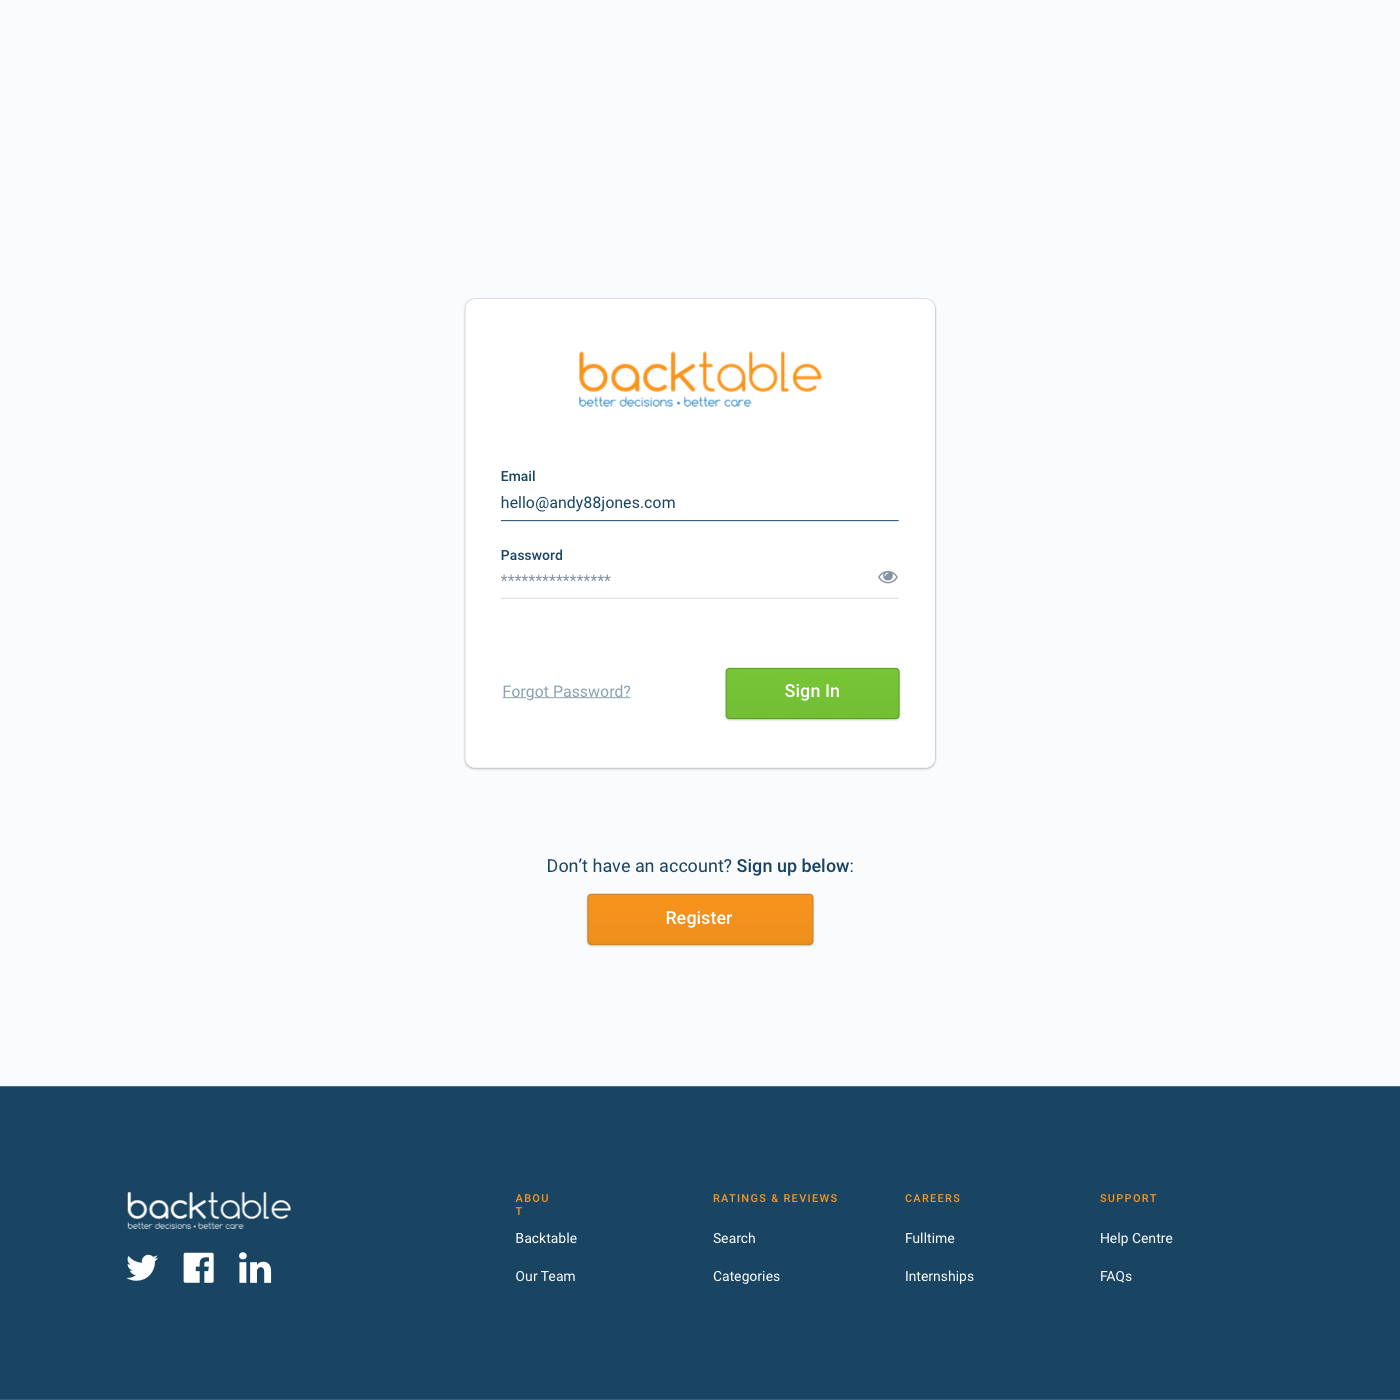 backtable
better decisions • better care
Email
hello@andy88jones.com
Password
****************
Forgot Password?
Sign In
Don’t have an account? Sign up below:
Register
backtable
better decisions • better care
ABOU
T
Backtable
Our Team
RATINGS & REVIEWS
Search
Categories
CAREERS
Fulltime
Internships
SUPPORT
Help Centre
FAQs